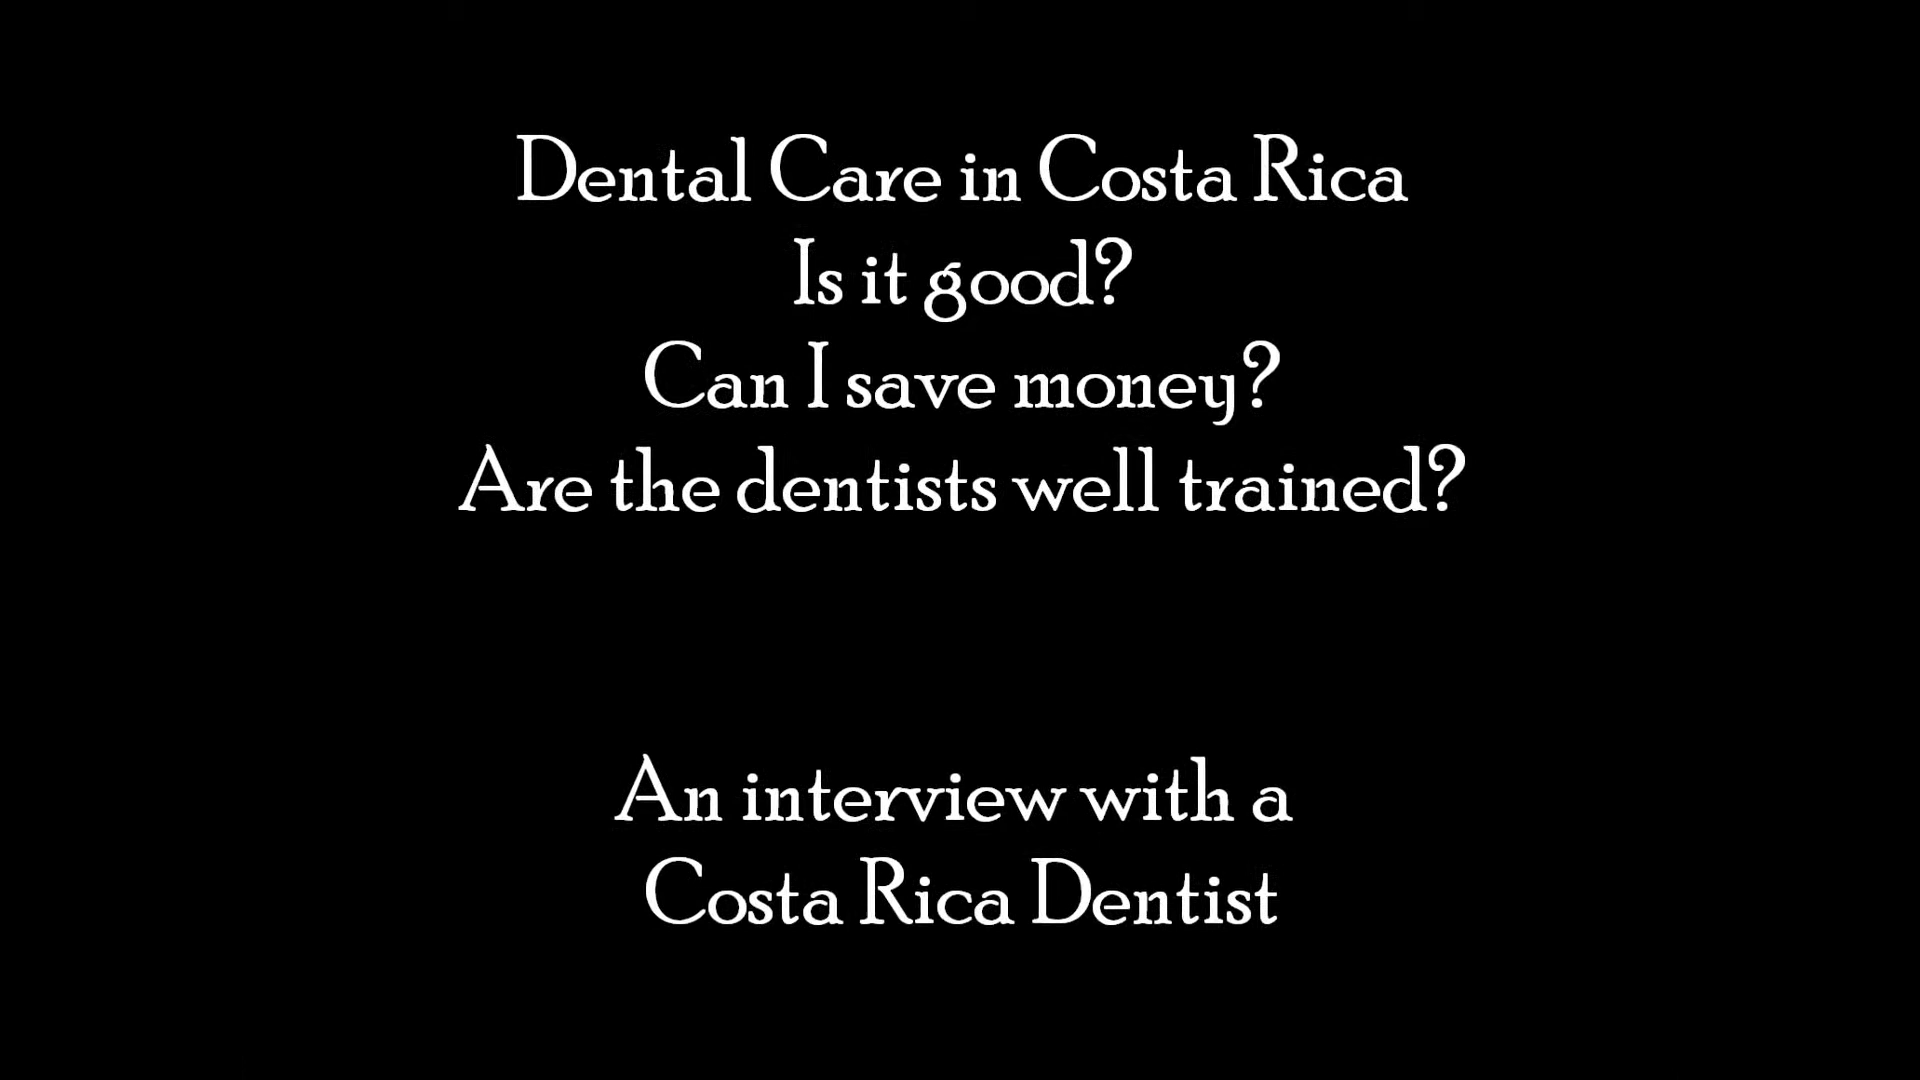 Dental Care in Costa Rica
Is it good?
Can I save money?
Are the dentists well trained?
An interview with a
Costa Rica Dentist